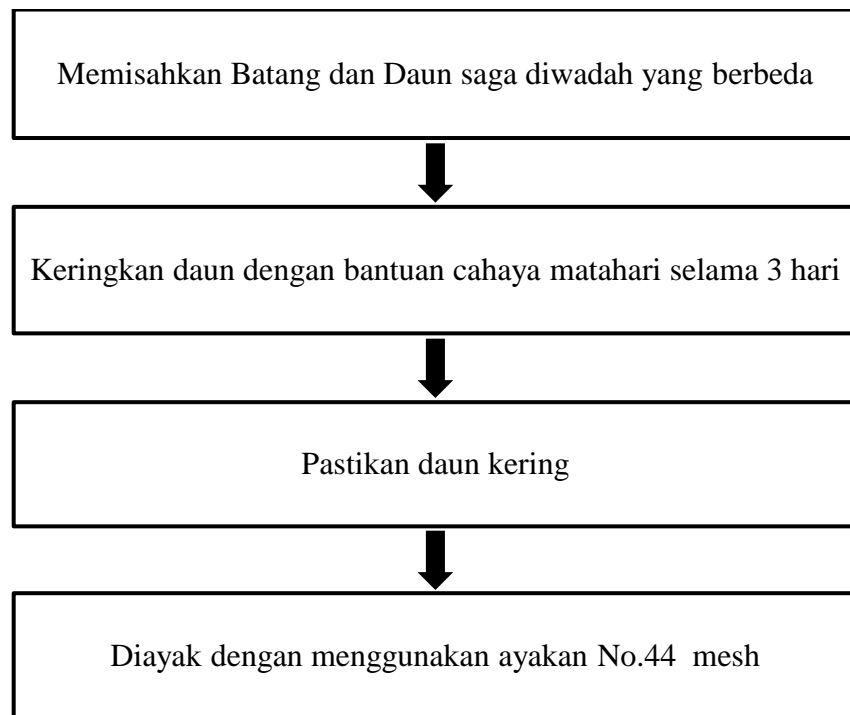 Memisahkan Batang dan Daun saga diwadah yang berbeda
Keringkan daun dengan bantuan cahaya matahari selama 3 hari
Pastikan daun kering
Diayak dengan menggunakan ayakan No.44 mesh